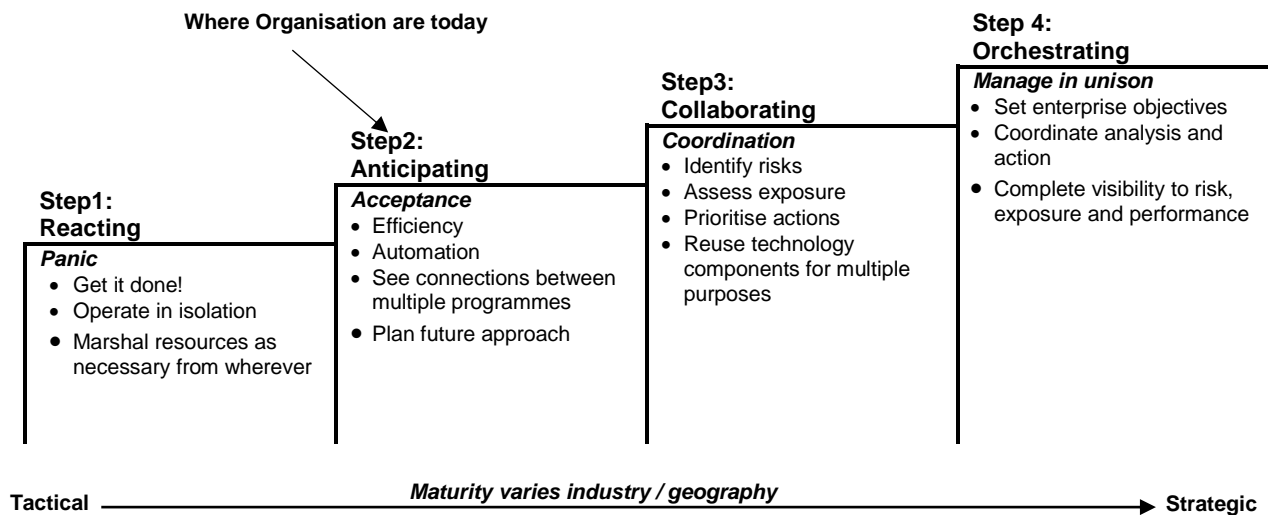 Where Organisation are today
Step1:
Reacting
Panic
• Get it done!
• Operate in isolation
• Marshal resources as
necessary from wherever
Step2:
Anticipating
Acceptance
• Efficiency
• Automation
• See connections between
multiple programmes
• Plan future approach
Step3:
Collaborating
Coordination
• Identify risks
• Assess exposure
• Prioritise actions
• Reuse technology
components for multiple
purposes
Step 4:
Orchestrating
Manage in unison
• Set enterprise objectives
• Coordinate analysis and
action
• Complete visibility to risk,
exposure and performance
Tactical
Maturity varies industry / geography
Strategic